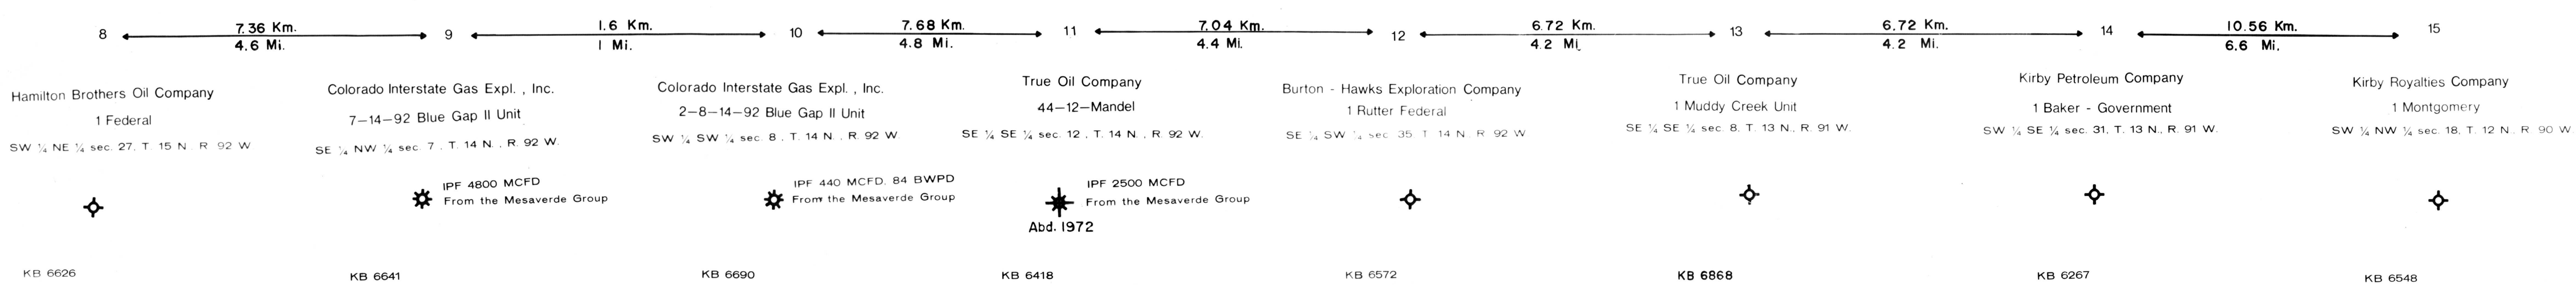 8 7.36 Km. 9 1.6 Km. 10 7.68 Km. 11 7.04 Km. 12 6.72 Km. 13 6.72 Km. 14 10.56 Km. 15
4.6 Mi. 1 Mi. 4.8 Mi. 4.4 Mi. 4.2 Mi. 4.2 Mi. 6.6 Mi.
Hamilton Brothers Oil Company
1 Federal
SW ¼ NE ¼ sec. 27, T. 15 N., R. 92 W.
KB 6626
Colorado Interstate Gas Expl., Inc.
7-14-92 Blue Gap II Unit
SE ¼ NW ¼ sec. 7, T. 14 N., R. 92 W.
IPF 4800 MCFD
From the Mesaverde Group
KB 6641
Colorado Interstate Gas Expl., Inc.
2-8-14-92 Blue Gap II Unit
SW ¼ SW ¼ sec. 8, T. 14 N., R. 92 W.
IPF 440 MCFD, 84 BWPD
From the Mesaverde Group
KB 6690
True Oil Company
44-12-Mandel
SE ¼ SE ¼ sec. 12, T. 14 N., R. 92 W.
IPF 2500 MCFD
From the Mesaverde Group
Abd. 1972
KB 6418
Burton - Hawks Exploration Company
1 Rutter Federal
SE ¼ SW ¼ sec. 35 T. 14 N. R. 92 W
KB 6572
True Oil Company
1 Muddy Creek Unit
SE ¼ SE ¼ sec. 8, T. 13 N., R. 91 W.
KB 6868
Kirby Petroleum Company
1 Baker - Government
SW ¼ SE ¼ sec. 31, T. 13 N., R. 91 W.
KB 6267
Kirby Royalties Company
1 Montgomery
SW ¼ NW ¼ sec. 18, T. 12 N., R. 90 W.
KB 6548